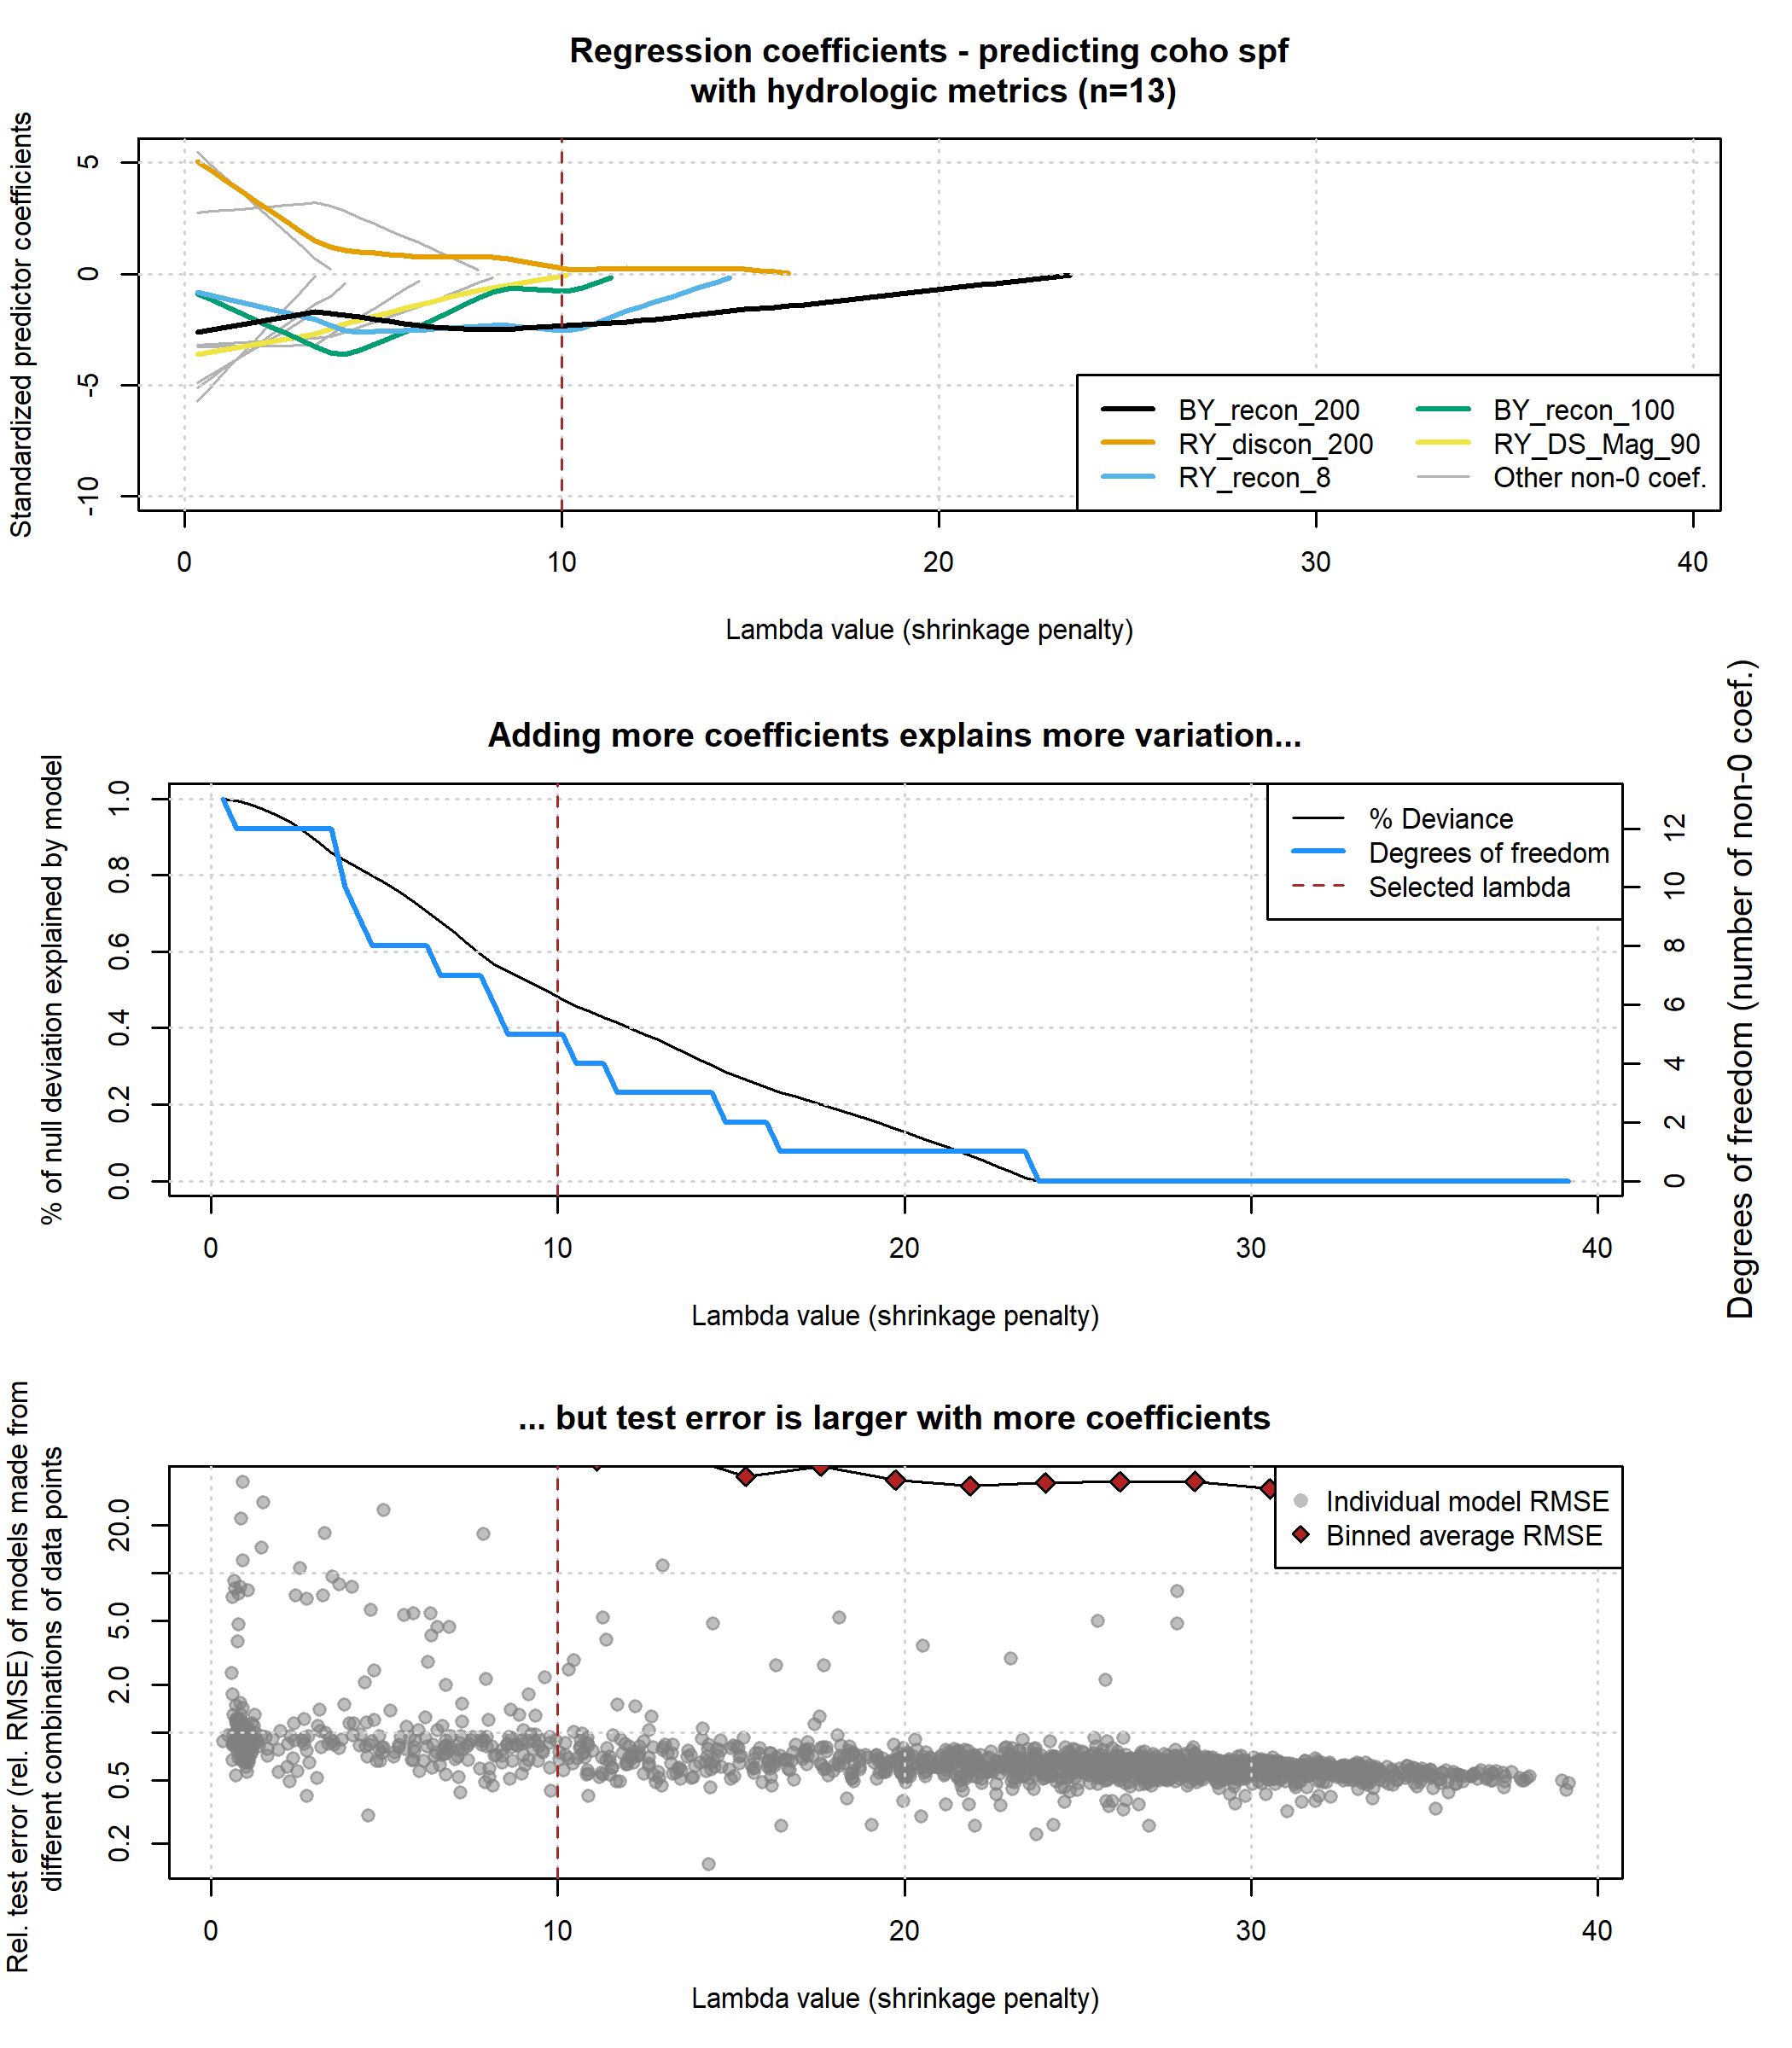 Regression coefficients - predicting coho spf
with hydrologic metrics (n=13)
Standardized predictor coefficients
5
0
-5
-10
BY_recon_200
RY_discon_200
RY_recon_8
BY_recon_100
RY_DS_Mag_90
Other non-0 coef.
0 10 20 30 40
Lambda value (shrinkage penalty)
Adding more coefficients explains more variation...
% of null deviation explained by model
1.0
0.8
0.6
0.4
0.2
0.0
% Deviance
Degrees of freedom
Selected lambda
12
10
8
6
4
2
0
Degrees of freedom (number of non-0 coef.)
0 10 20 30 40
Lambda value (shrinkage penalty)
... but test error is larger with more coefficients
Rel. test error (rel. RMSE) of models made from
different combinations of data points
20.0
5.0
2.0
0.5
0.2
Individual model RMSE
Binned average RMSE
0 10 20 30 40
Lambda value (shrinkage penalty)